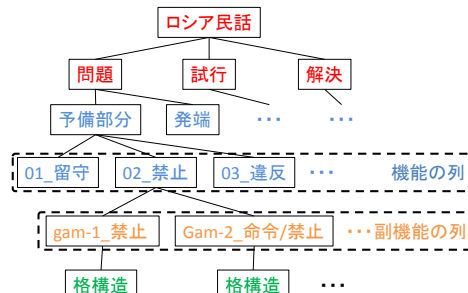 ロシア民話
問題 試行 解決
予備部分 発端 ・・・ ・・・
01_留守 02_禁止 03_違反 ・・・ 機能の列
gam-1_禁止 Gam-2_命令/禁止 ・・・副機能の列
格構造 格構造 ・・・